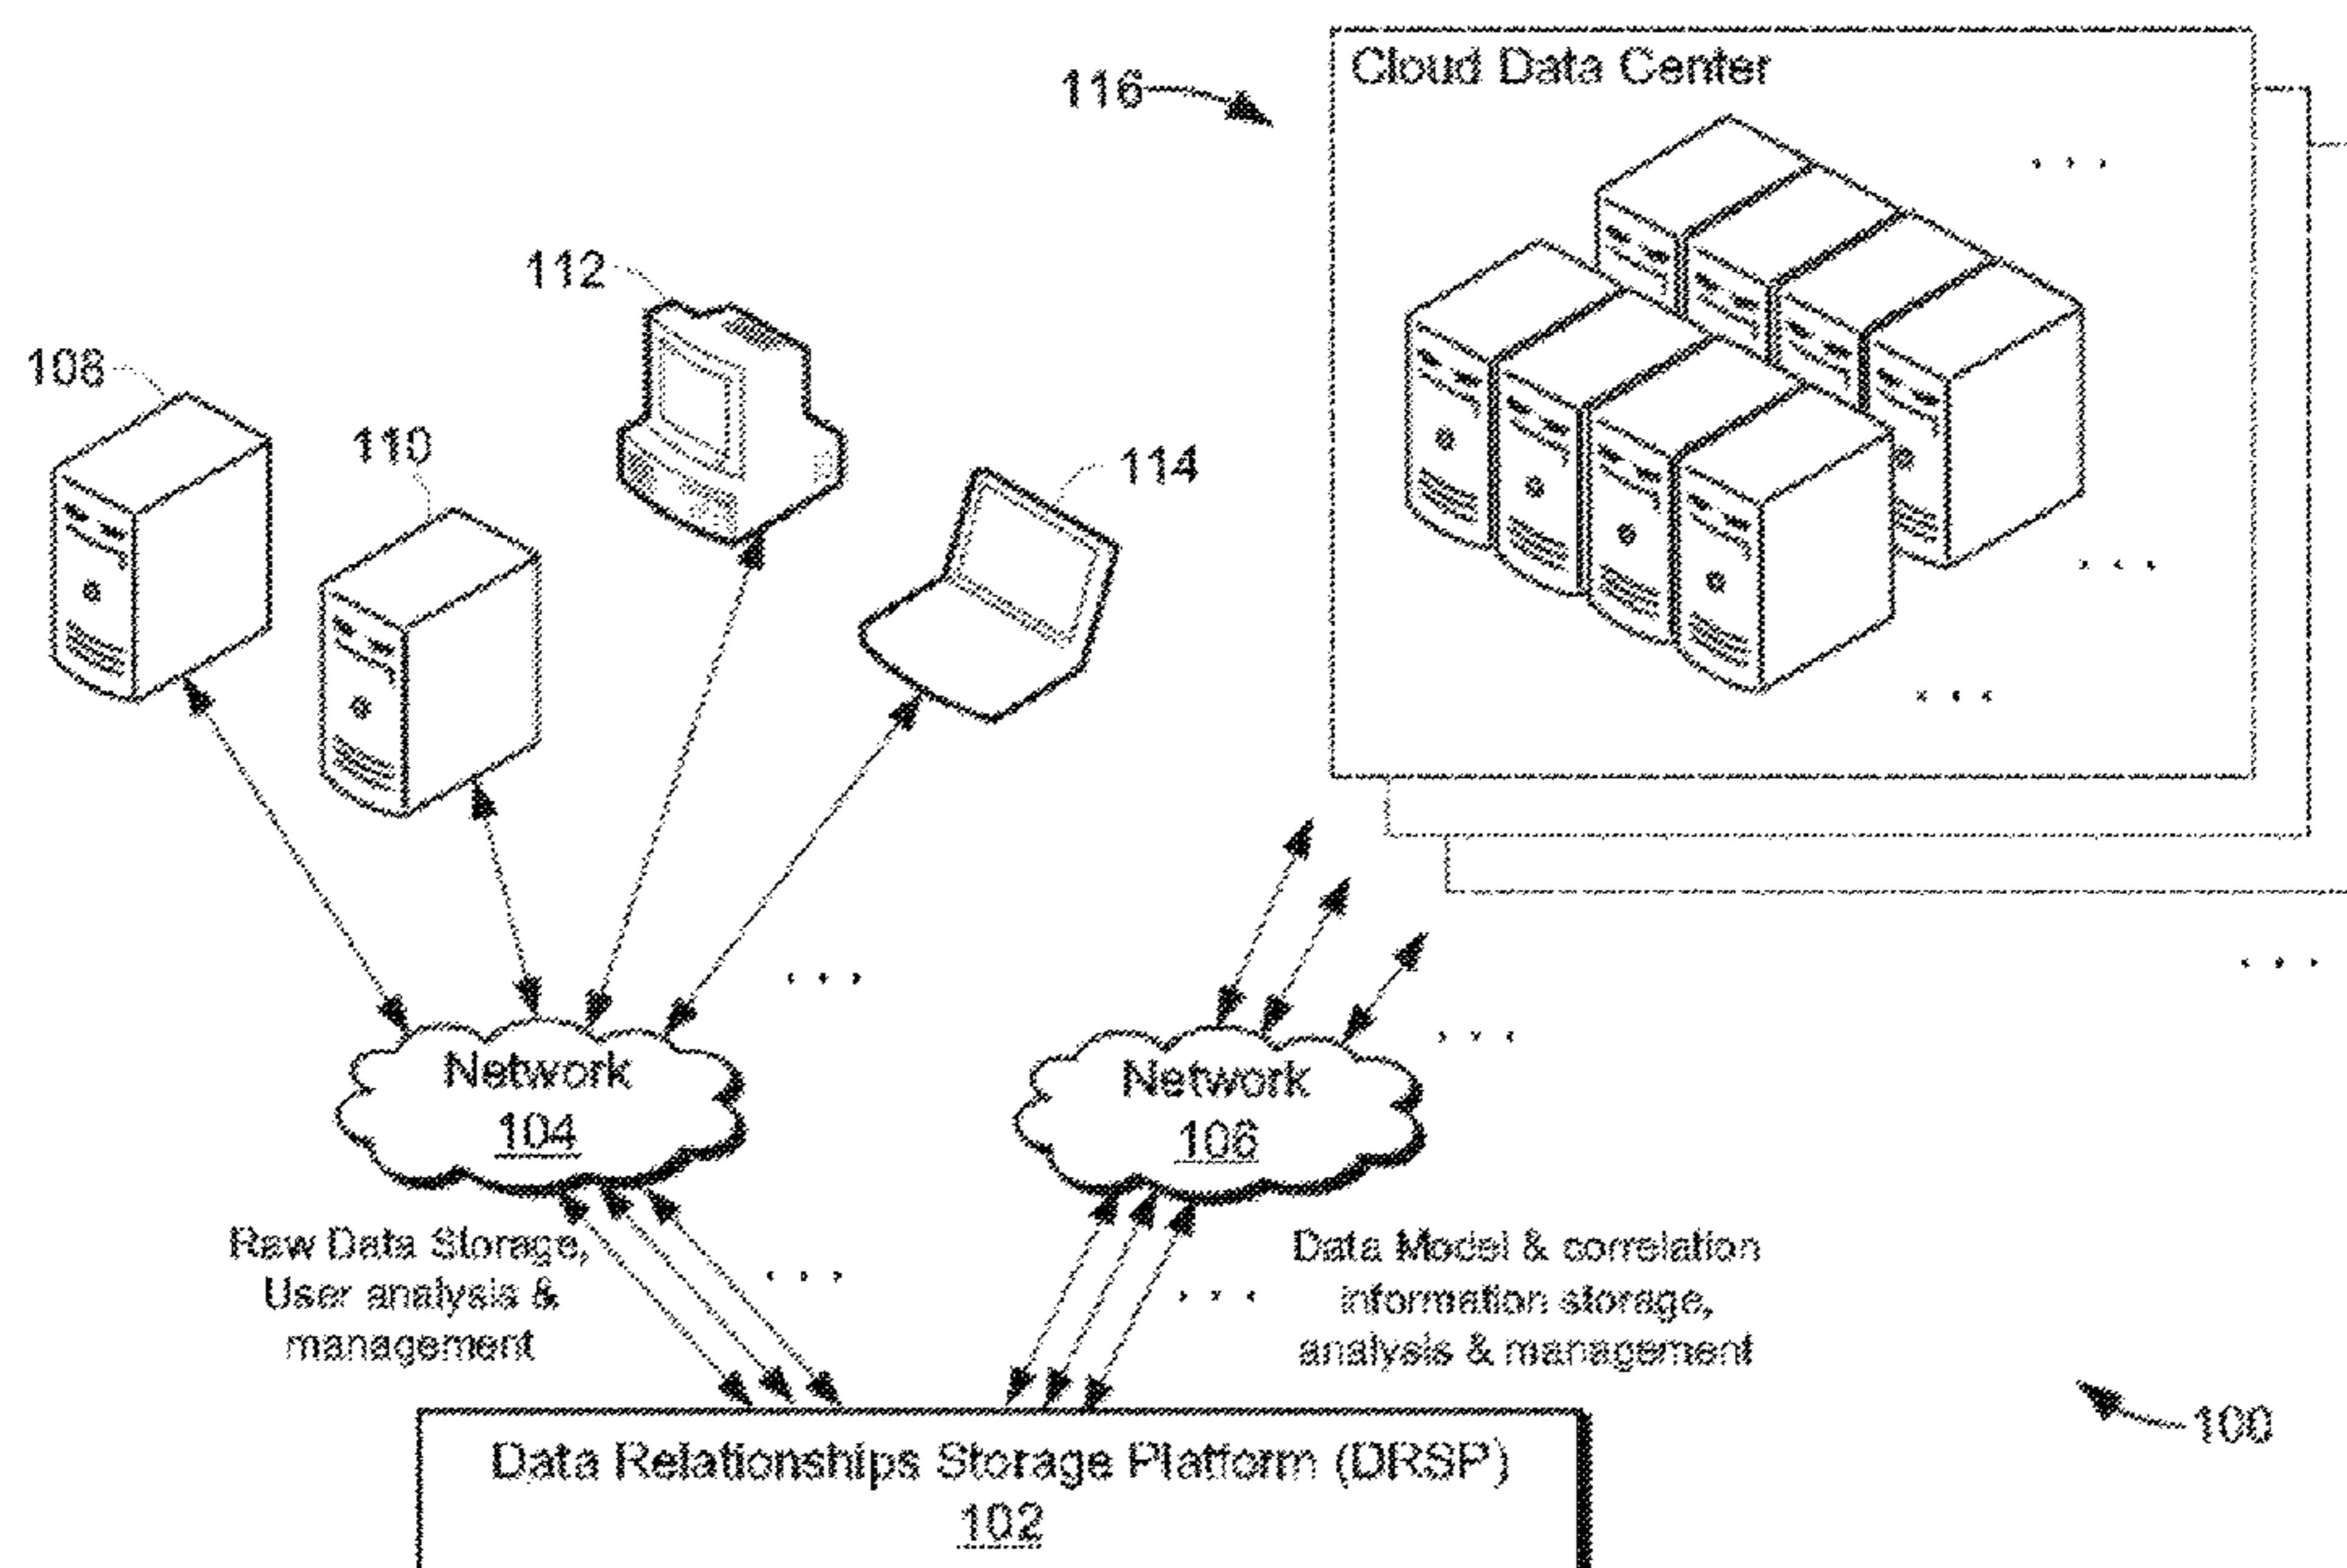 Cloud Data Center
116
112
108
110
114
Network
104
Network
106
Raw Data Storage,
User analysis &
management
Data Model & correlation
information storage,
analysis & management
100
Data Relationships Storage Platform (DRSP)
102